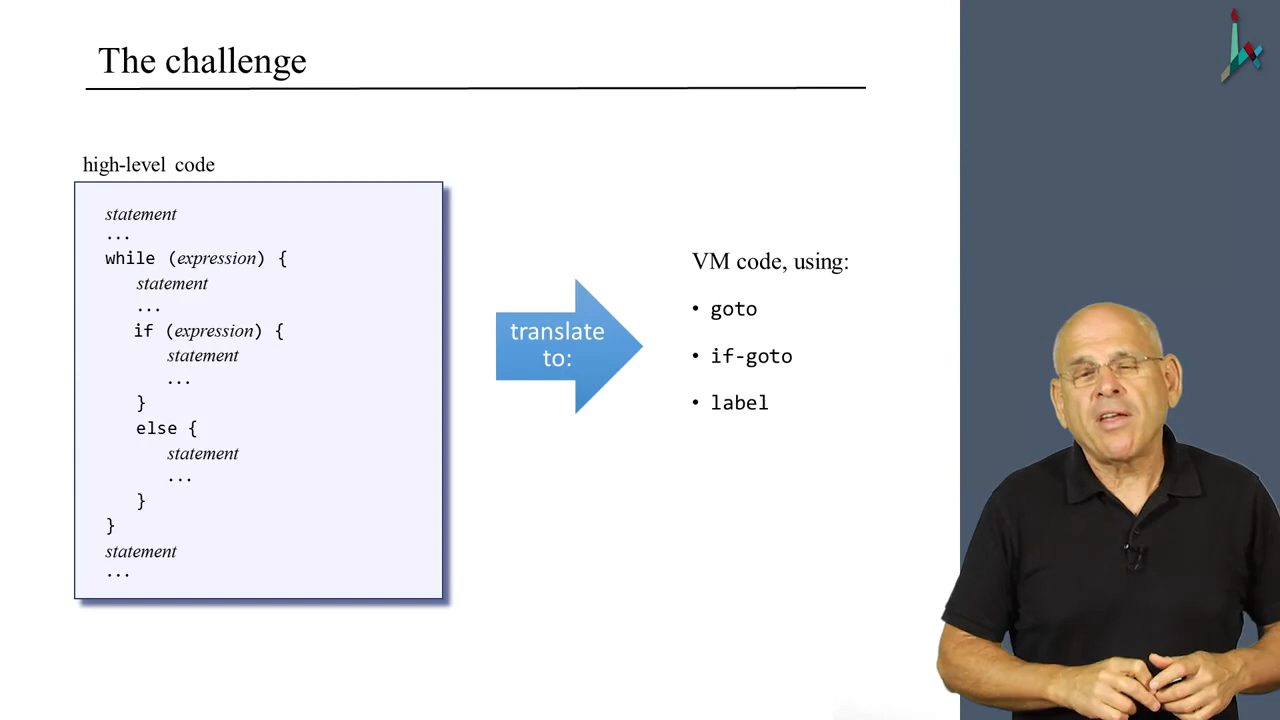 The challenge
high-level code
statement
...
while (expression) {
statement
...
if (expression) {
statement
...
}
else {
statement
...
}
}
statement
...
translate
to:
VM code, using:
• goto
• if-goto
• label